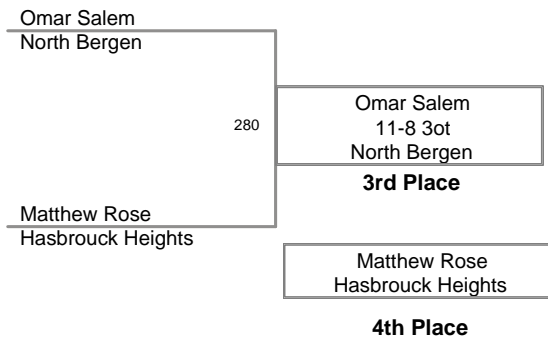 Omar Salem
North Bergen
280
Omar Salem
11-8 3ot
North Bergen
3rd Place
Matthew Rose
Hasbrouck Heights
Matthew Rose
Hasbrouck Heights
4th Place